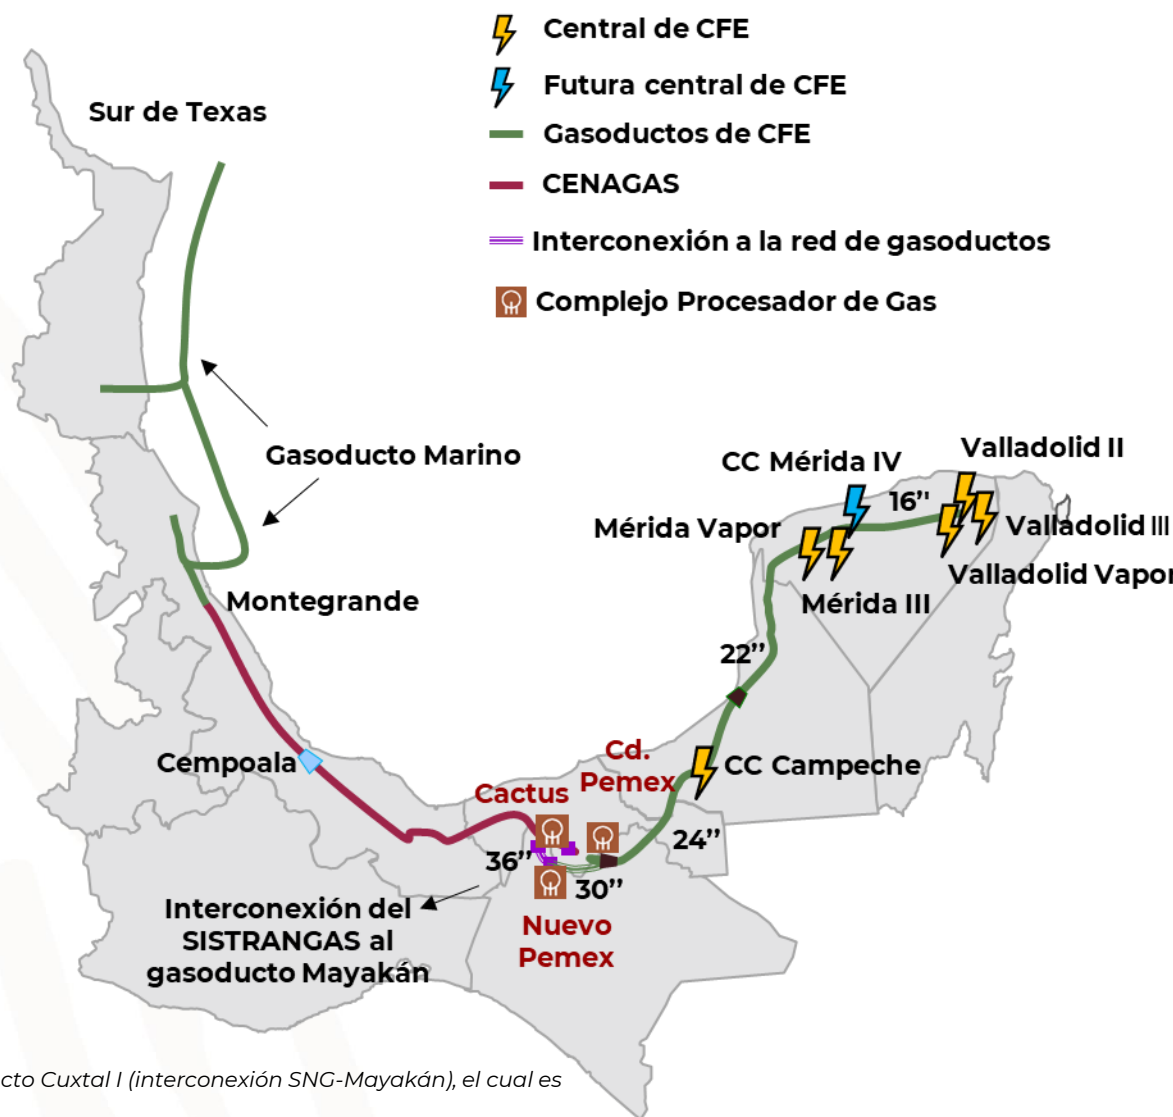 Central de CFE
Futura central de CFE
Gasoductos de CFE
CENAGAS
Interconexión a la red de gasoductos
Complejo Procesador de Gas
Sur de Texas
Gasoducto Marino
Montegrande
Cempoala
Cactus
Cd.
Pemex
36’’
30’’
24’’
Nuevo
Pemex
Interconexión del
SISTRANGAS al
gasoducto Mayakán
CC Campeche
22’’
Mérida Vapor
Mérida III
CC Mérida IV
16"
Valladolid II
Valladolid III
Valladolid Vapor
cto Cuxtal I (interconexión SNG-Mayakán), el cual es